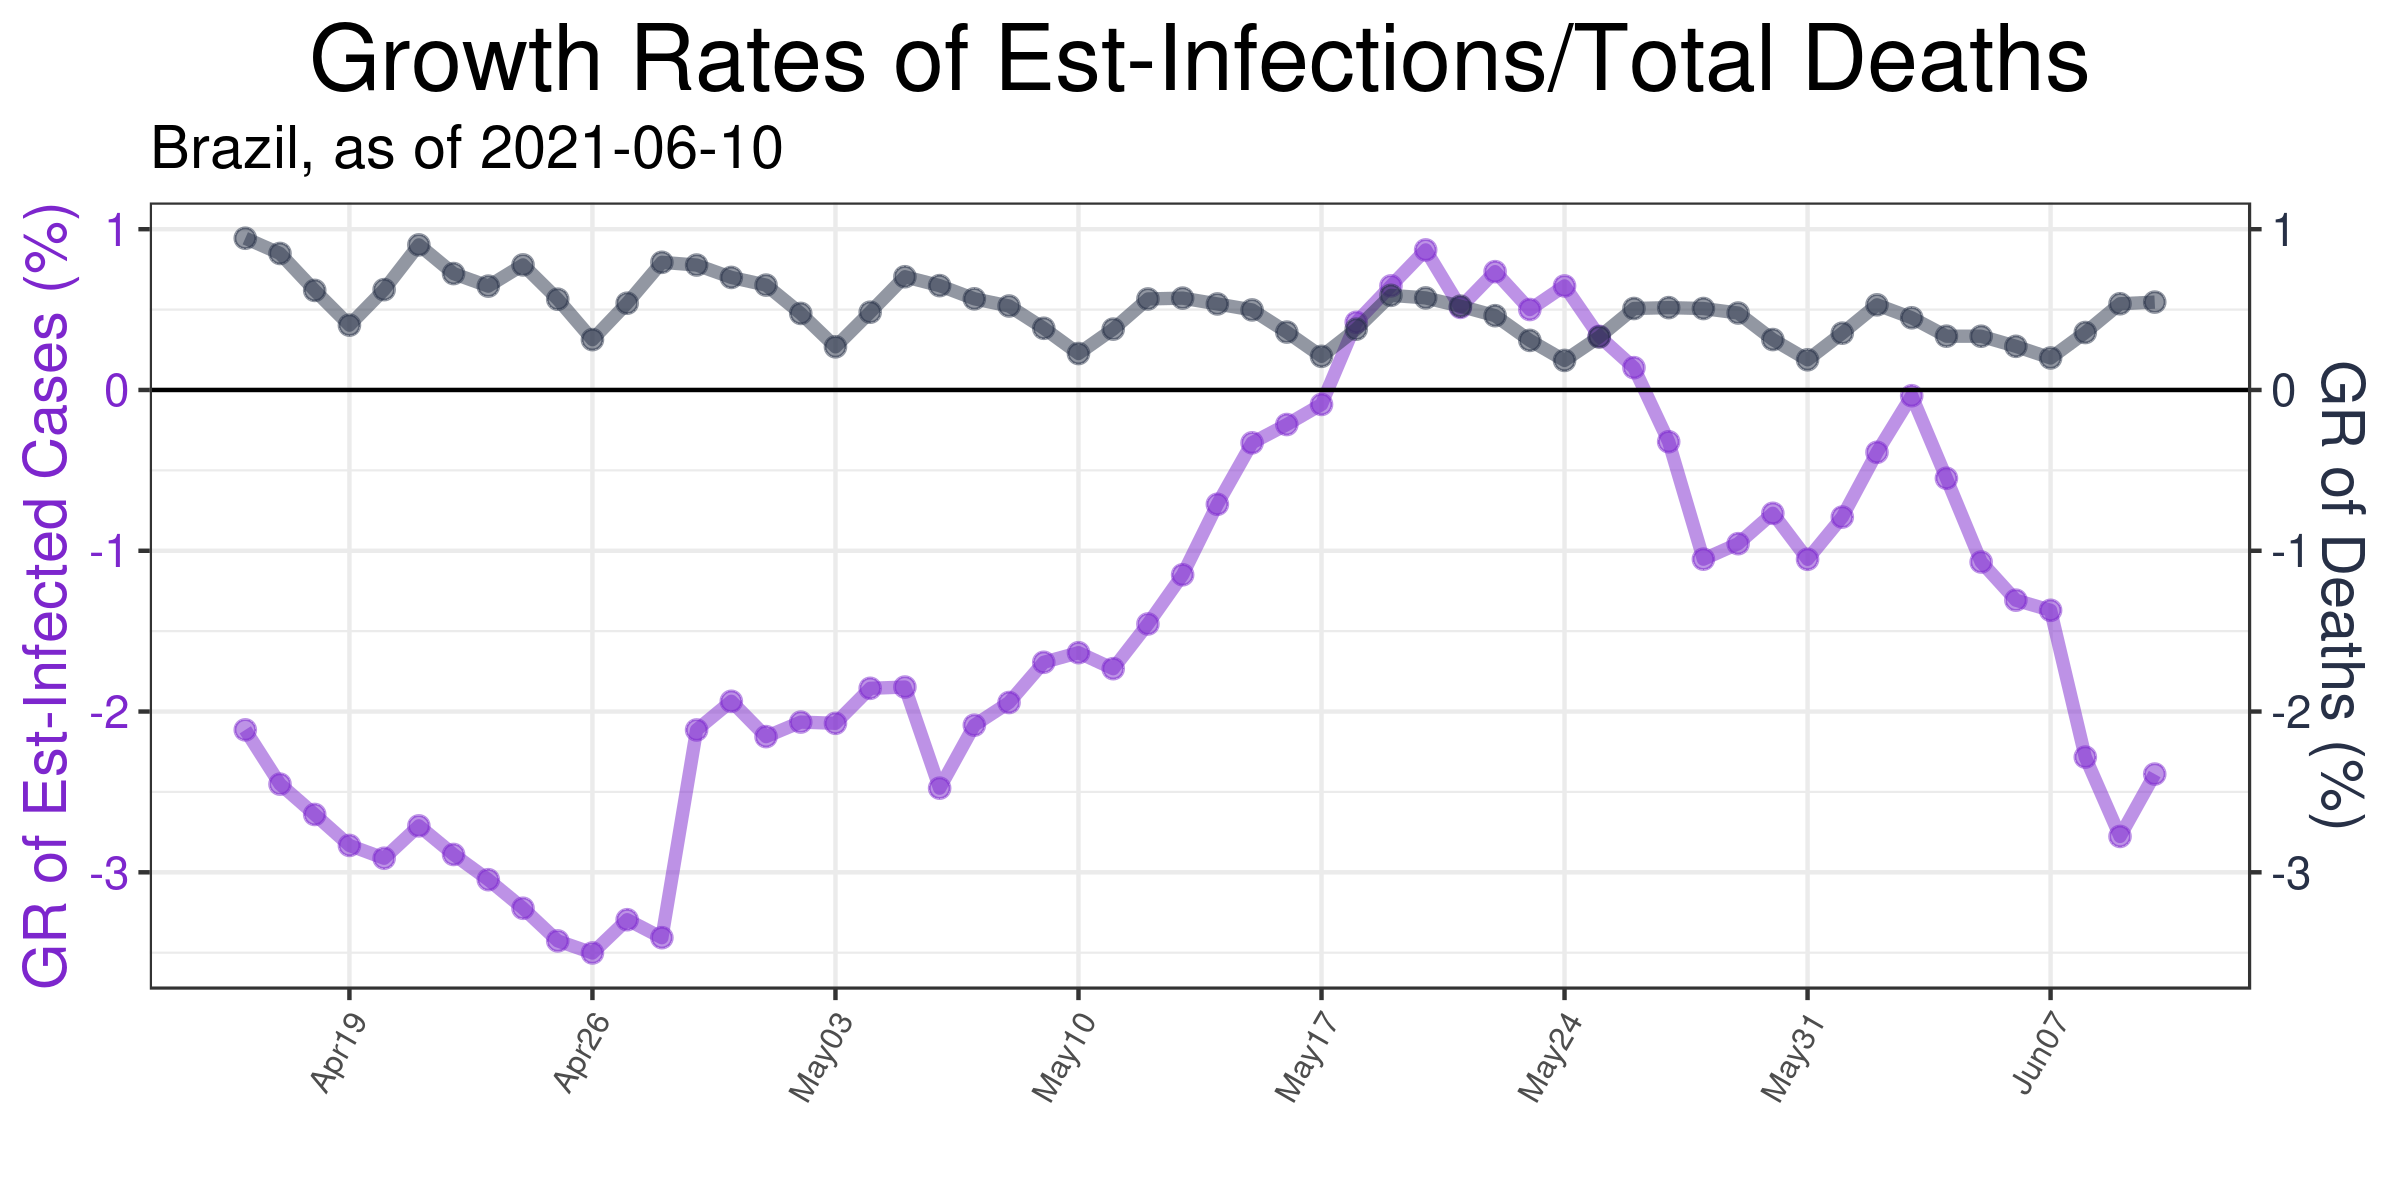 Growth Rates of Est-Infections/Total Deaths
Brazil, as of 2021-06-10
GR of Est-Infected Cases (%)
1
0
-1
-2
-3
1
0
-1
-2
-3
GR of Deaths (%)
Apr19
Apr26
May03
May10
May17
May24
May31
Jun07